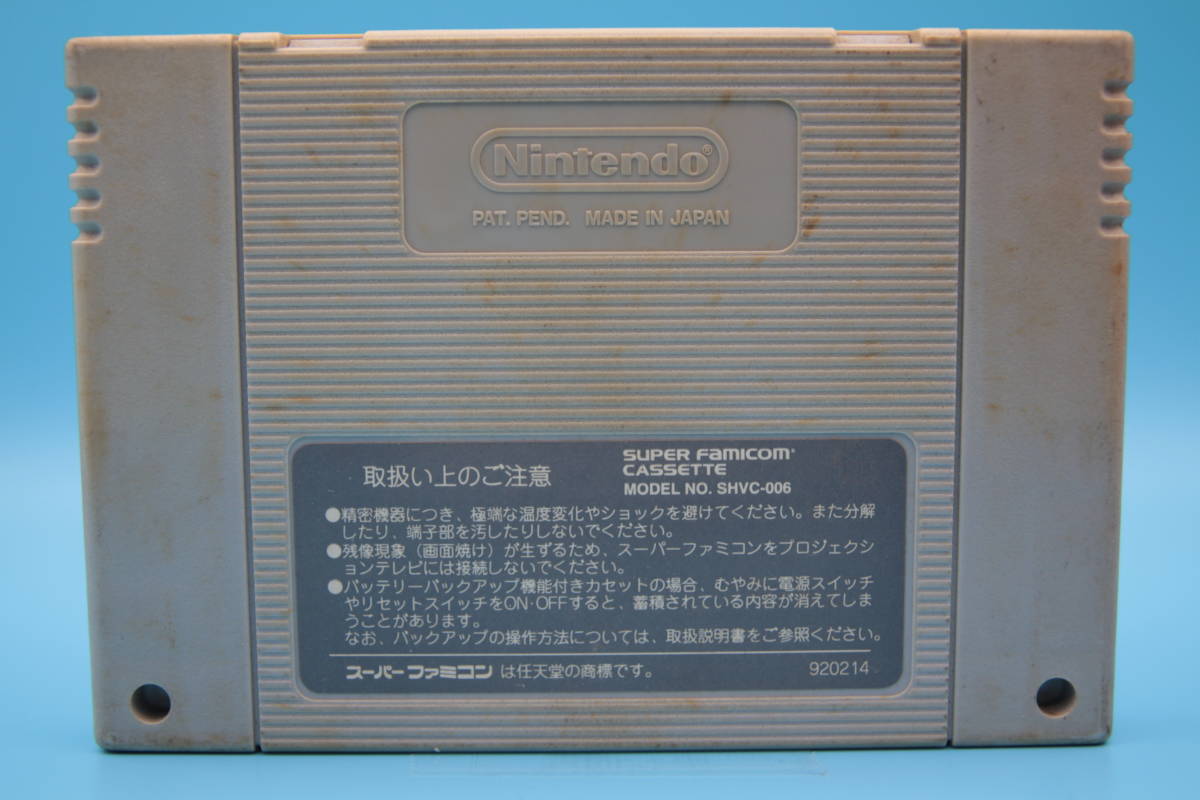 Nintendo®
PAT. PEND. MADE IN JAPAN
取扱い上のご注意
SUPER FAMICOM
CASSETTE
MODEL NO. SHVC-006
●精密機器につき、極端な温度変化やショックを避けてください。また分解
したり、端子部を汚したりしないでください。
●残像現象（画面焼け）が生ずるため、スーパーファミコンをプロジェクシ
ョンテレビには接続しないでください。
●バッテリーバックアップ機能付きカセットの場合、むやみに電源スイッチ
やリセットスイッチをON・OFFすると、蓄積されている内容が消えてしま
うことがあります。
なお、バックアップの操作方法については、取扱説明書をご参照ください。
スーパーファミコン は任天堂の商標です。
920214